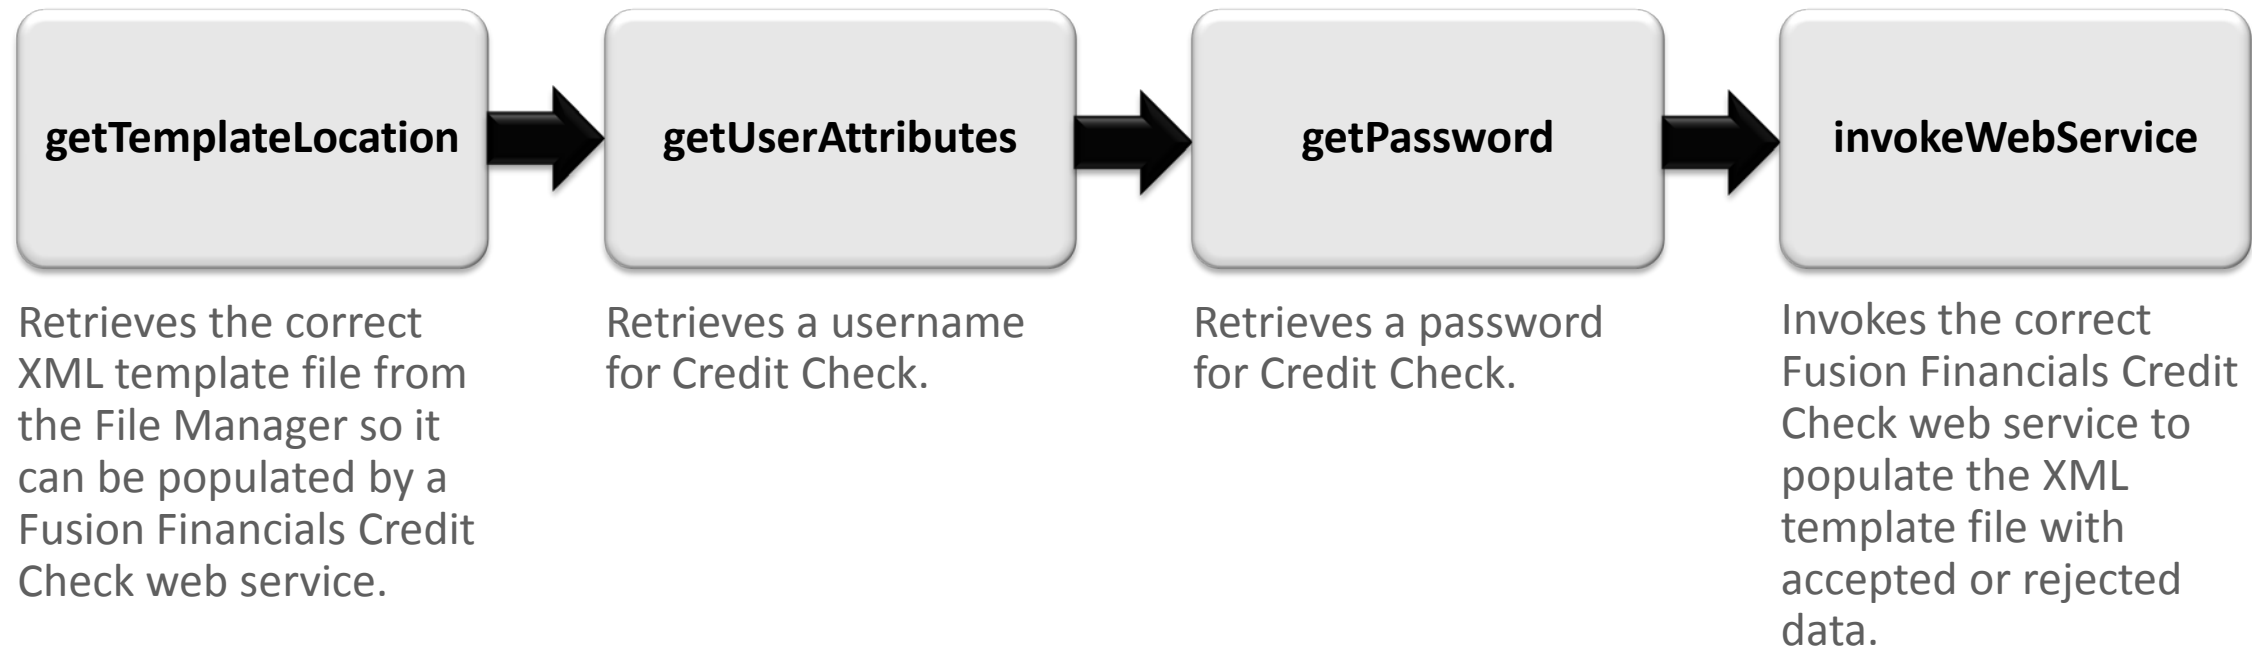 getTemplateLocation
getUserAttributes
getPassword
invokeWebService
Retrieves the correct
XML template file from
the File Manager so it
can be populated by a
Fusion Financials Credit
Check web service.
Retrieves a username
for Credit Check.
Retrieves a password
for Credit Check.
Invokes the correct
Fusion Financials Credit
Check web service to
populate the XML
template file with
accepted or rejected
data.